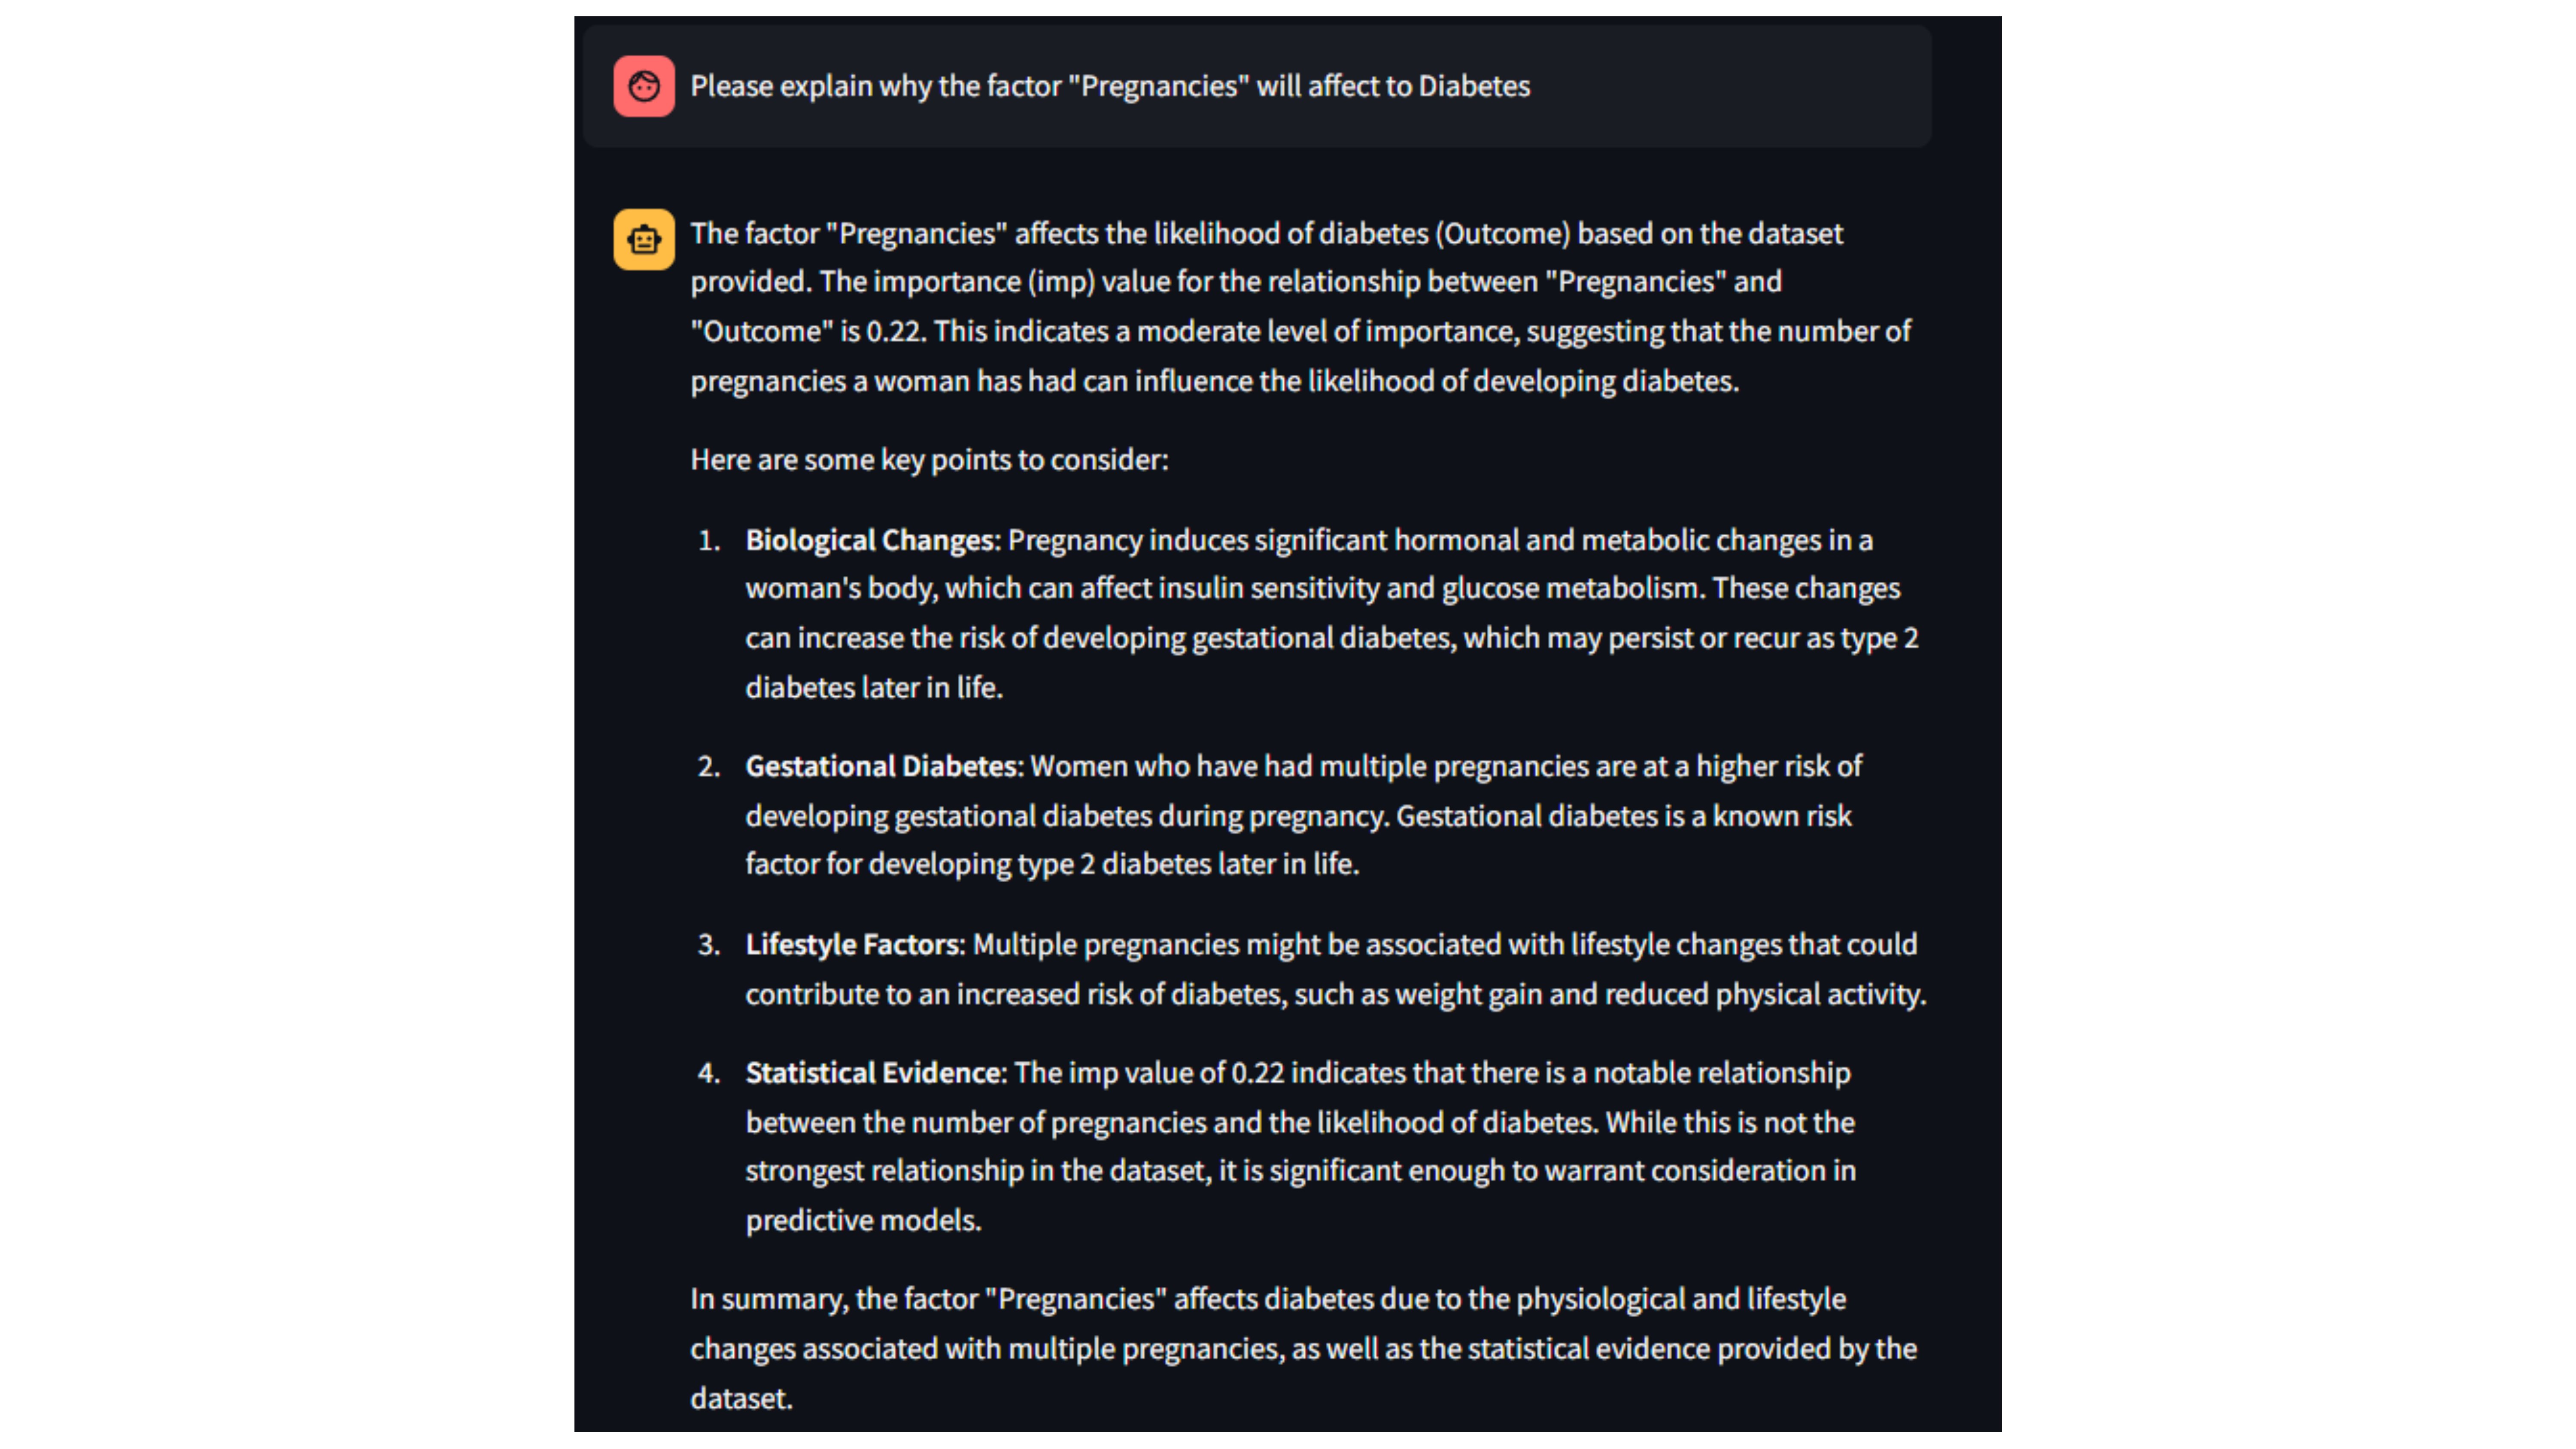 Please explain why the factor "Pregnancies" will affect to Diabetes
The factor "Pregnancies" affects the likelihood of diabetes (Outcome) based on the dataset
provided. The importance (imp) value for the relationship between "Pregnancies" and
"Outcome" is 0.22. This indicates a moderate level of importance, suggesting that the number of
pregnancies a woman has had can influence the likelihood of developing diabetes.
Here are some key points to consider:
1. Biological Changes: Pregnancy induces significant hormonal and metabolic changes in a
woman's body, which can affect insulin sensitivity and glucose metabolism. These changes
can increase the risk of developing gestational diabetes, which may persist or recur as type 2
diabetes later in life.
2. Gestational Diabetes: Women who have had multiple pregnancies are at a higher risk of
developing gestational diabetes during pregnancy. Gestational diabetes is a known risk
factor for developing type 2 diabetes later in life.
3. Lifestyle Factors: Multiple pregnancies might be associated with lifestyle changes that could
contribute to an increased risk of diabetes, such as weight gain and reduced physical activity.
4. Statistical Evidence: The imp value of 0.22 indicates that there is a notable relationship
between the number of pregnancies and the likelihood of diabetes. While this is not the
strongest relationship in the dataset, it is significant enough to warrant consideration in
predictive models.
In summary, the factor "Pregnancies" affects diabetes due to the physiological and lifestyle
changes associated with multiple pregnancies, as well as the statistical evidence provided by the
dataset.